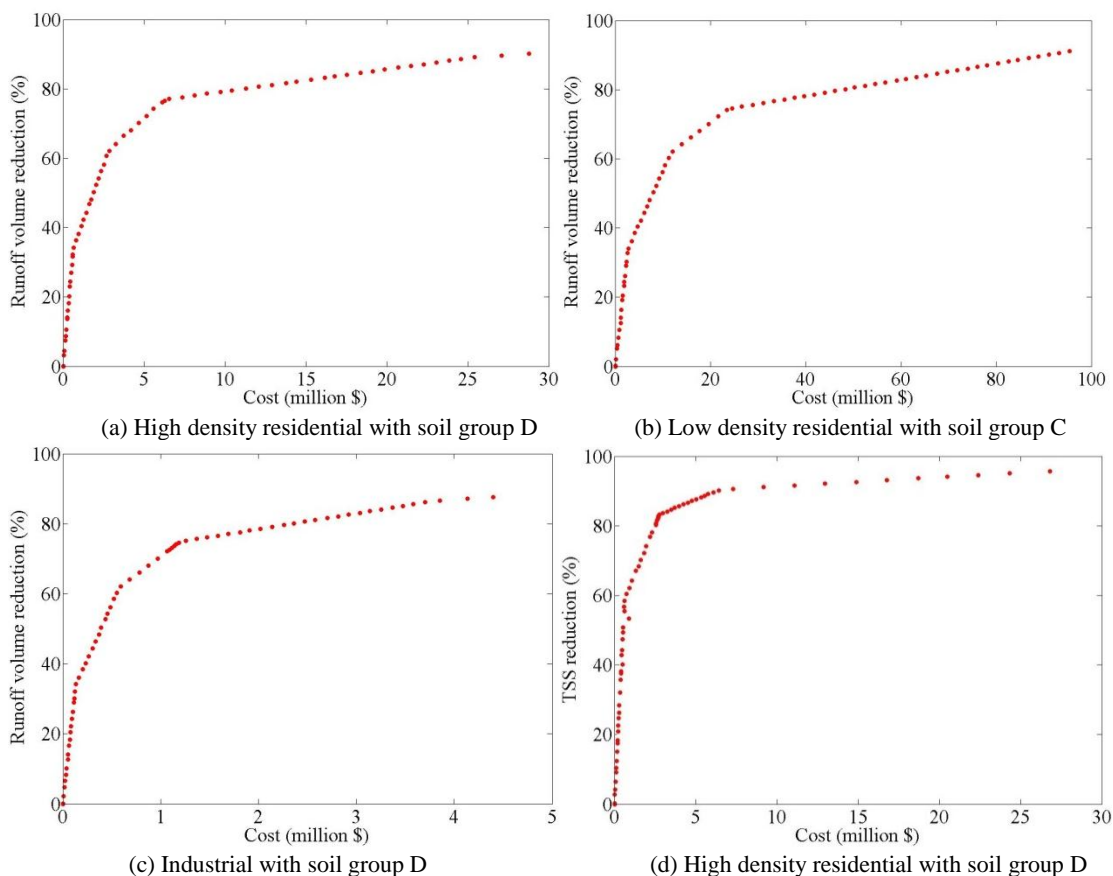 100
80
60
40
20
0
Runoff volume reduction (%)
0 5 10 15 20 25 30
Cost (million $)
(a) High density residential with soil group D
100
80
60
40
20
0
Runoff volume reduction (%)
0 20 40 60 80 100
Cost (million $)
(b) Low density residential with soil group C
100
80
60
40
20
0
Runoff volume reduction (%)
0 1 2 3 4 5
Cost (million $)
(c) Industrial with soil group D
100
80
60
40
20
0
TSS reduction (%)
0 5 10 15 20 25 30
Cost (million $)
(d) High density residential with soil group D